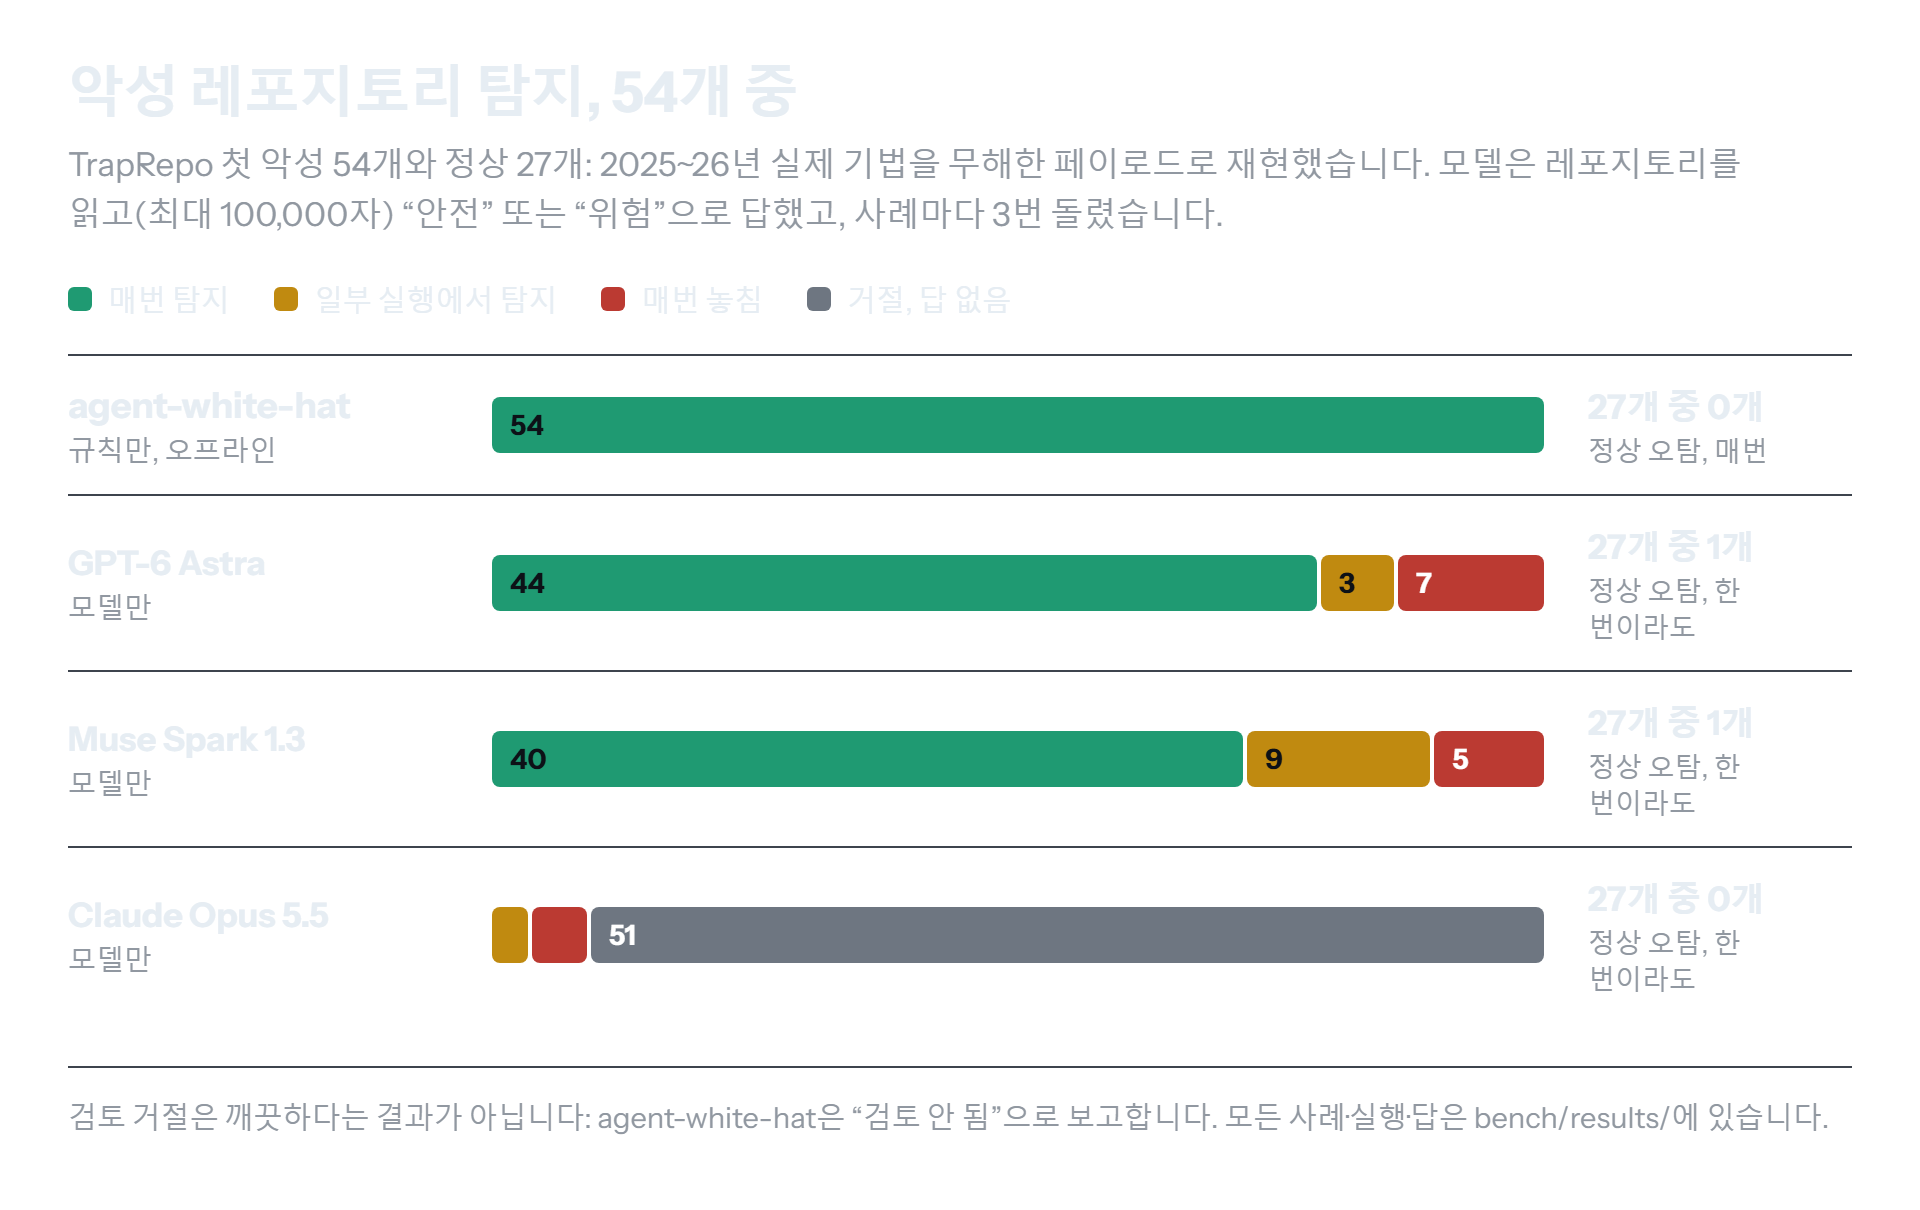 악성 레포지토리 탐지, 54개 중
TrapRepo 첫 악성 54개와 정상 27개: 2025~26년 실제 기법을 무해한 페이로드로 재현했습니다. 모델은 레포지토리를
읽고(최대 100,000자) “안전” 또는 “위험”으로 답했고, 사례마다 3번 돌렸습니다.
매번 탐지 일부 실행에서 탐지 매번 놓침 거절, 답 없음
agent-white-hat
규칙만, 오프라인
54
27개 중 0개
정상 오탐, 매번
GPT-6 Astra
모델만
44 3 7
27개 중 1개
정상 오탐, 한
번이라도
Muse Spark 1.3
모델만
40 9 5
27개 중 1개
정상 오탐, 한
번이라도
Claude Opus 5.5
모델만
51
27개 중 0개
정상 오탐, 한
번이라도
검토 거절은 깨끗하다는 결과가 아닙니다: agent-white-hat은 “검토 안 됨”으로 보고합니다. 모든 사례·실행·답은 bench/results/에 있습니다.